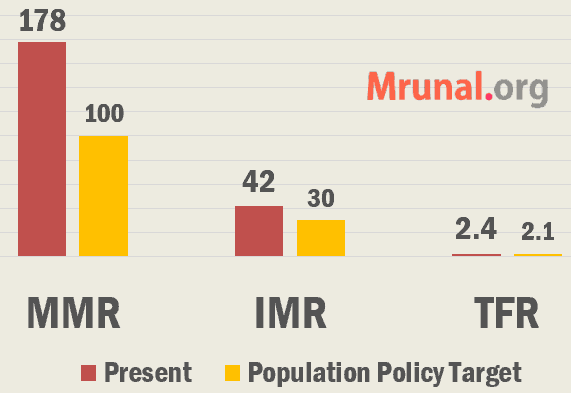 178
100
Mrunal.org
42
30
2.4
2.1
MMR IMR TFR
Present Population Policy Target